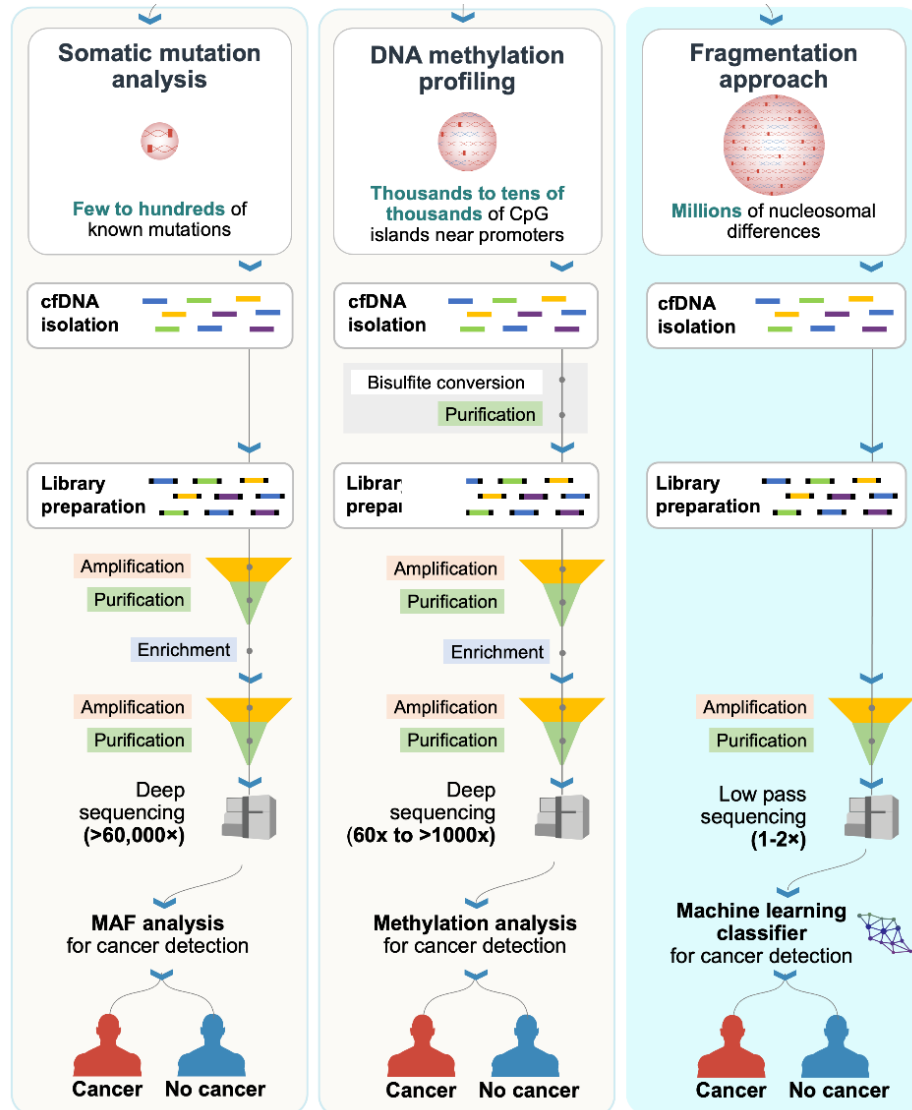 Somatic mutation
analysis
Few to hundreds of
known mutations
cfDNA
isolation
Library
preparation
Amplification
Purification
Enrichment
Amplification
Purification
Deep
sequencing
(>60,000×)
MAF analysis
for cancer detection
Cancer
No cancer
DNA methylation
profiling
Thousands to tens of
thousands of CpG
islands near promoters
cfDNA
isolation
Bisulfite conversion
Purification
Library
prepar
Amplification
Purification
Enrichment
Amplification
Purification
Deep
sequencing
(60x to >1000x)
Methylation analysis
for cancer detection
Cancer
No cancer
Fragmentation
approach
Millions of nucleosomal
differences
cfDNA
isolation
Library
preparation
Amplification
Purification
Low pass
sequencing
(1-2×)
Machine learning
classifier
for cancer detection
Cancer
No cancer